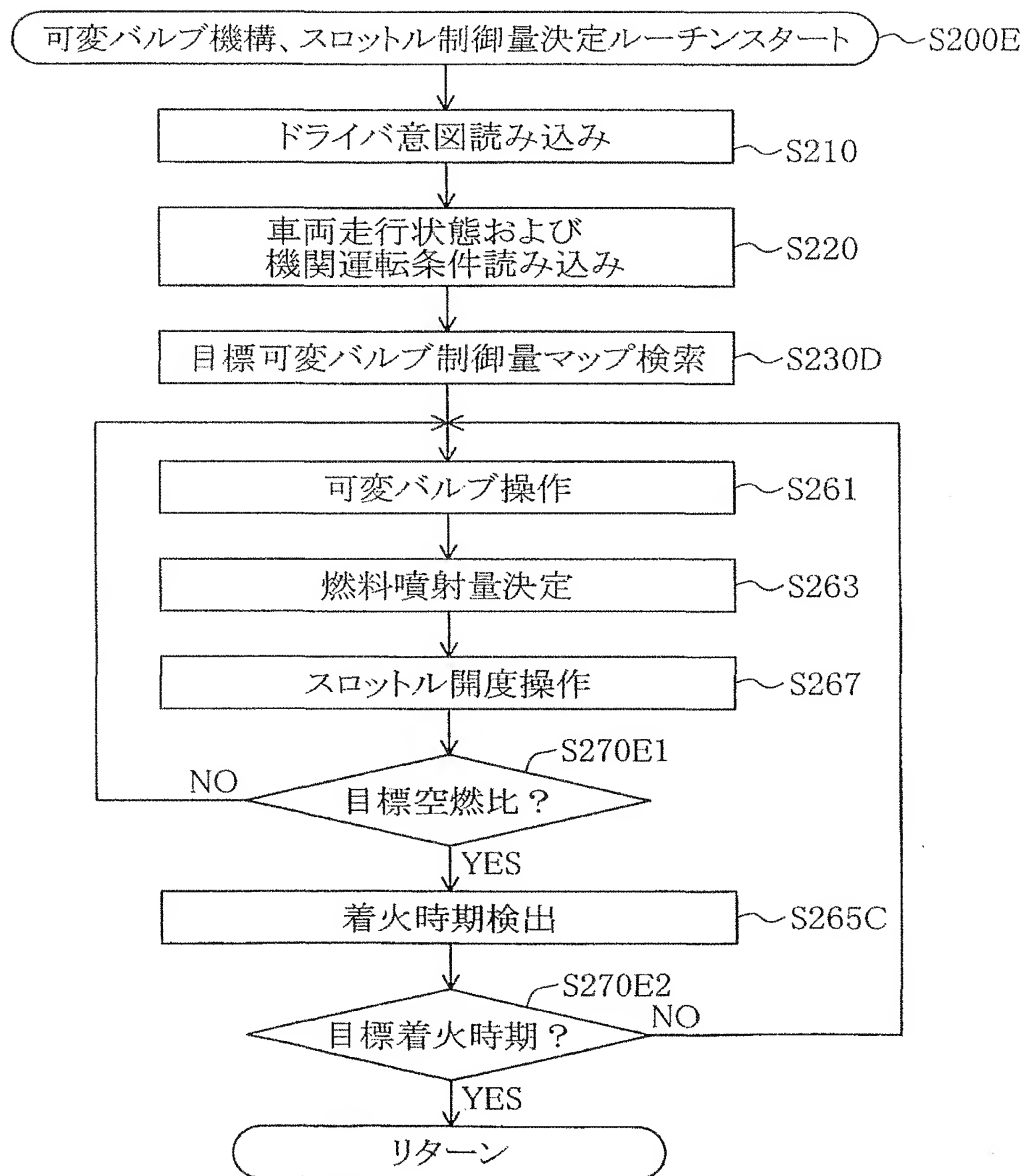 可変バルブ機構、スロットル制御量決定ルーチンスタート
S200E
ドライバ意図読み込み
S210
車両走行状態および
機関運転条件読み込み
S220
目標可変バルブ制御量マップ検索
S230D
可変バルブ操作
S261
燃料噴射量決定
S263
スロットル開度操作
S267
S270E1
NO
目標空燃比？
YES
着火時期検出
S265C
S270E2
目標着火時期？
NO
YES
リターン